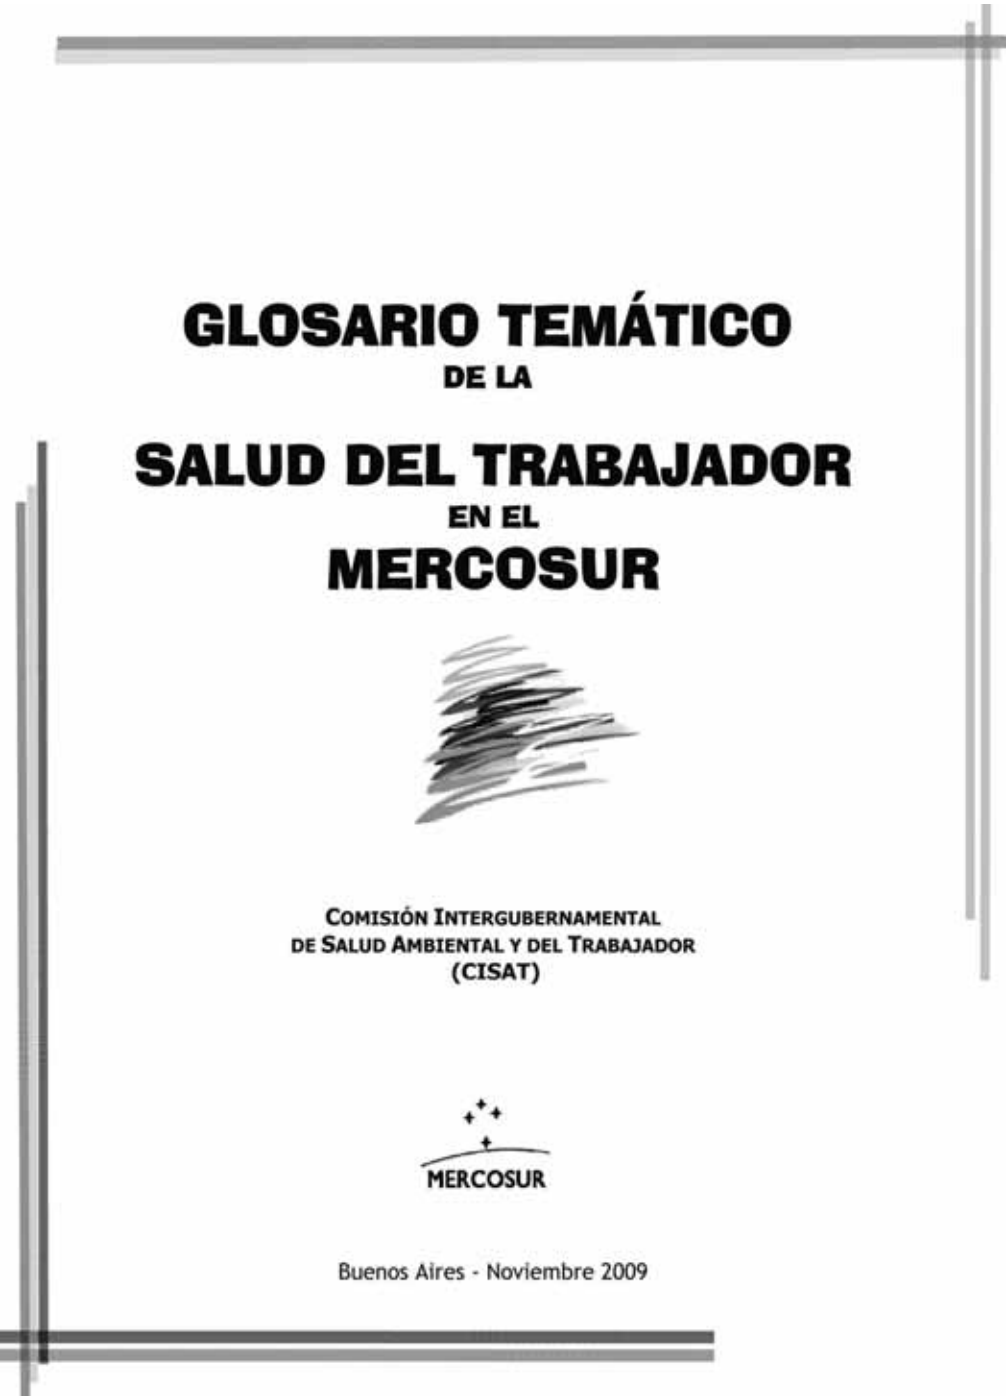 GLOSARIO TEMÁTICO
DE LA
SALUD DEL TRABAJADOR
EN EL
MERCOSUR
COMISIÓN INTERGUBERNAMENTAL
DE SALUD AMBIENTAL Y DEL TRABAJADOR
(CISAT)
MERCOSUR
Buenos Aires - Noviembre 2009